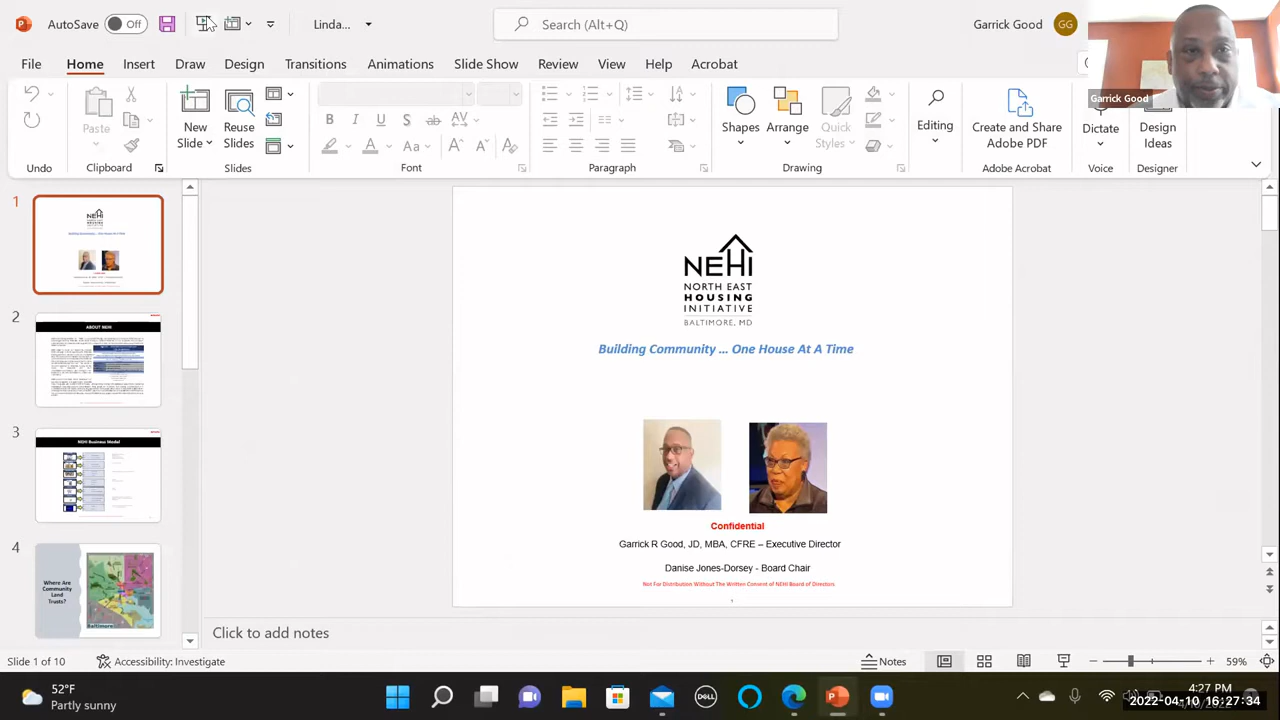 AutoSave Off Linda... Search (Alt+Q) Garrick Good GG
File Home Insert Draw Design Transitions Animations Slide Show Review View Help Acrobat
Garrick Good
Paste New Slide Reuse Slides Shapes Arrange Quick Styles Editing Create and Share Adobe PDF Dictate Design Ideas
Undo Clipboard Slides Font Paragraph Drawing Adobe Acrobat Voice Designer
1
2
ABOUT NEHI
3
NEHI Business Model
4
Where Are
Community
Land
Trusts?
Baltimore
NEHI
NORTH EAST
HOUSING
INITIATIVE
BALTIMORE, MD
Building Community ... One House At A Time
Confidential
Garrick R Good, JD, MBA, CFRE – Executive Director
Danise Jones-Dorsey - Board Chair
Not For Distribution Without The Written Consent of NEHI Board of Directors
Click to add notes
Slide 1 of 10 Accessibility: Investigate Notes 59%
52°F
Partly sunny
DELL
4:27 PM
2022-04-10 16:27:34